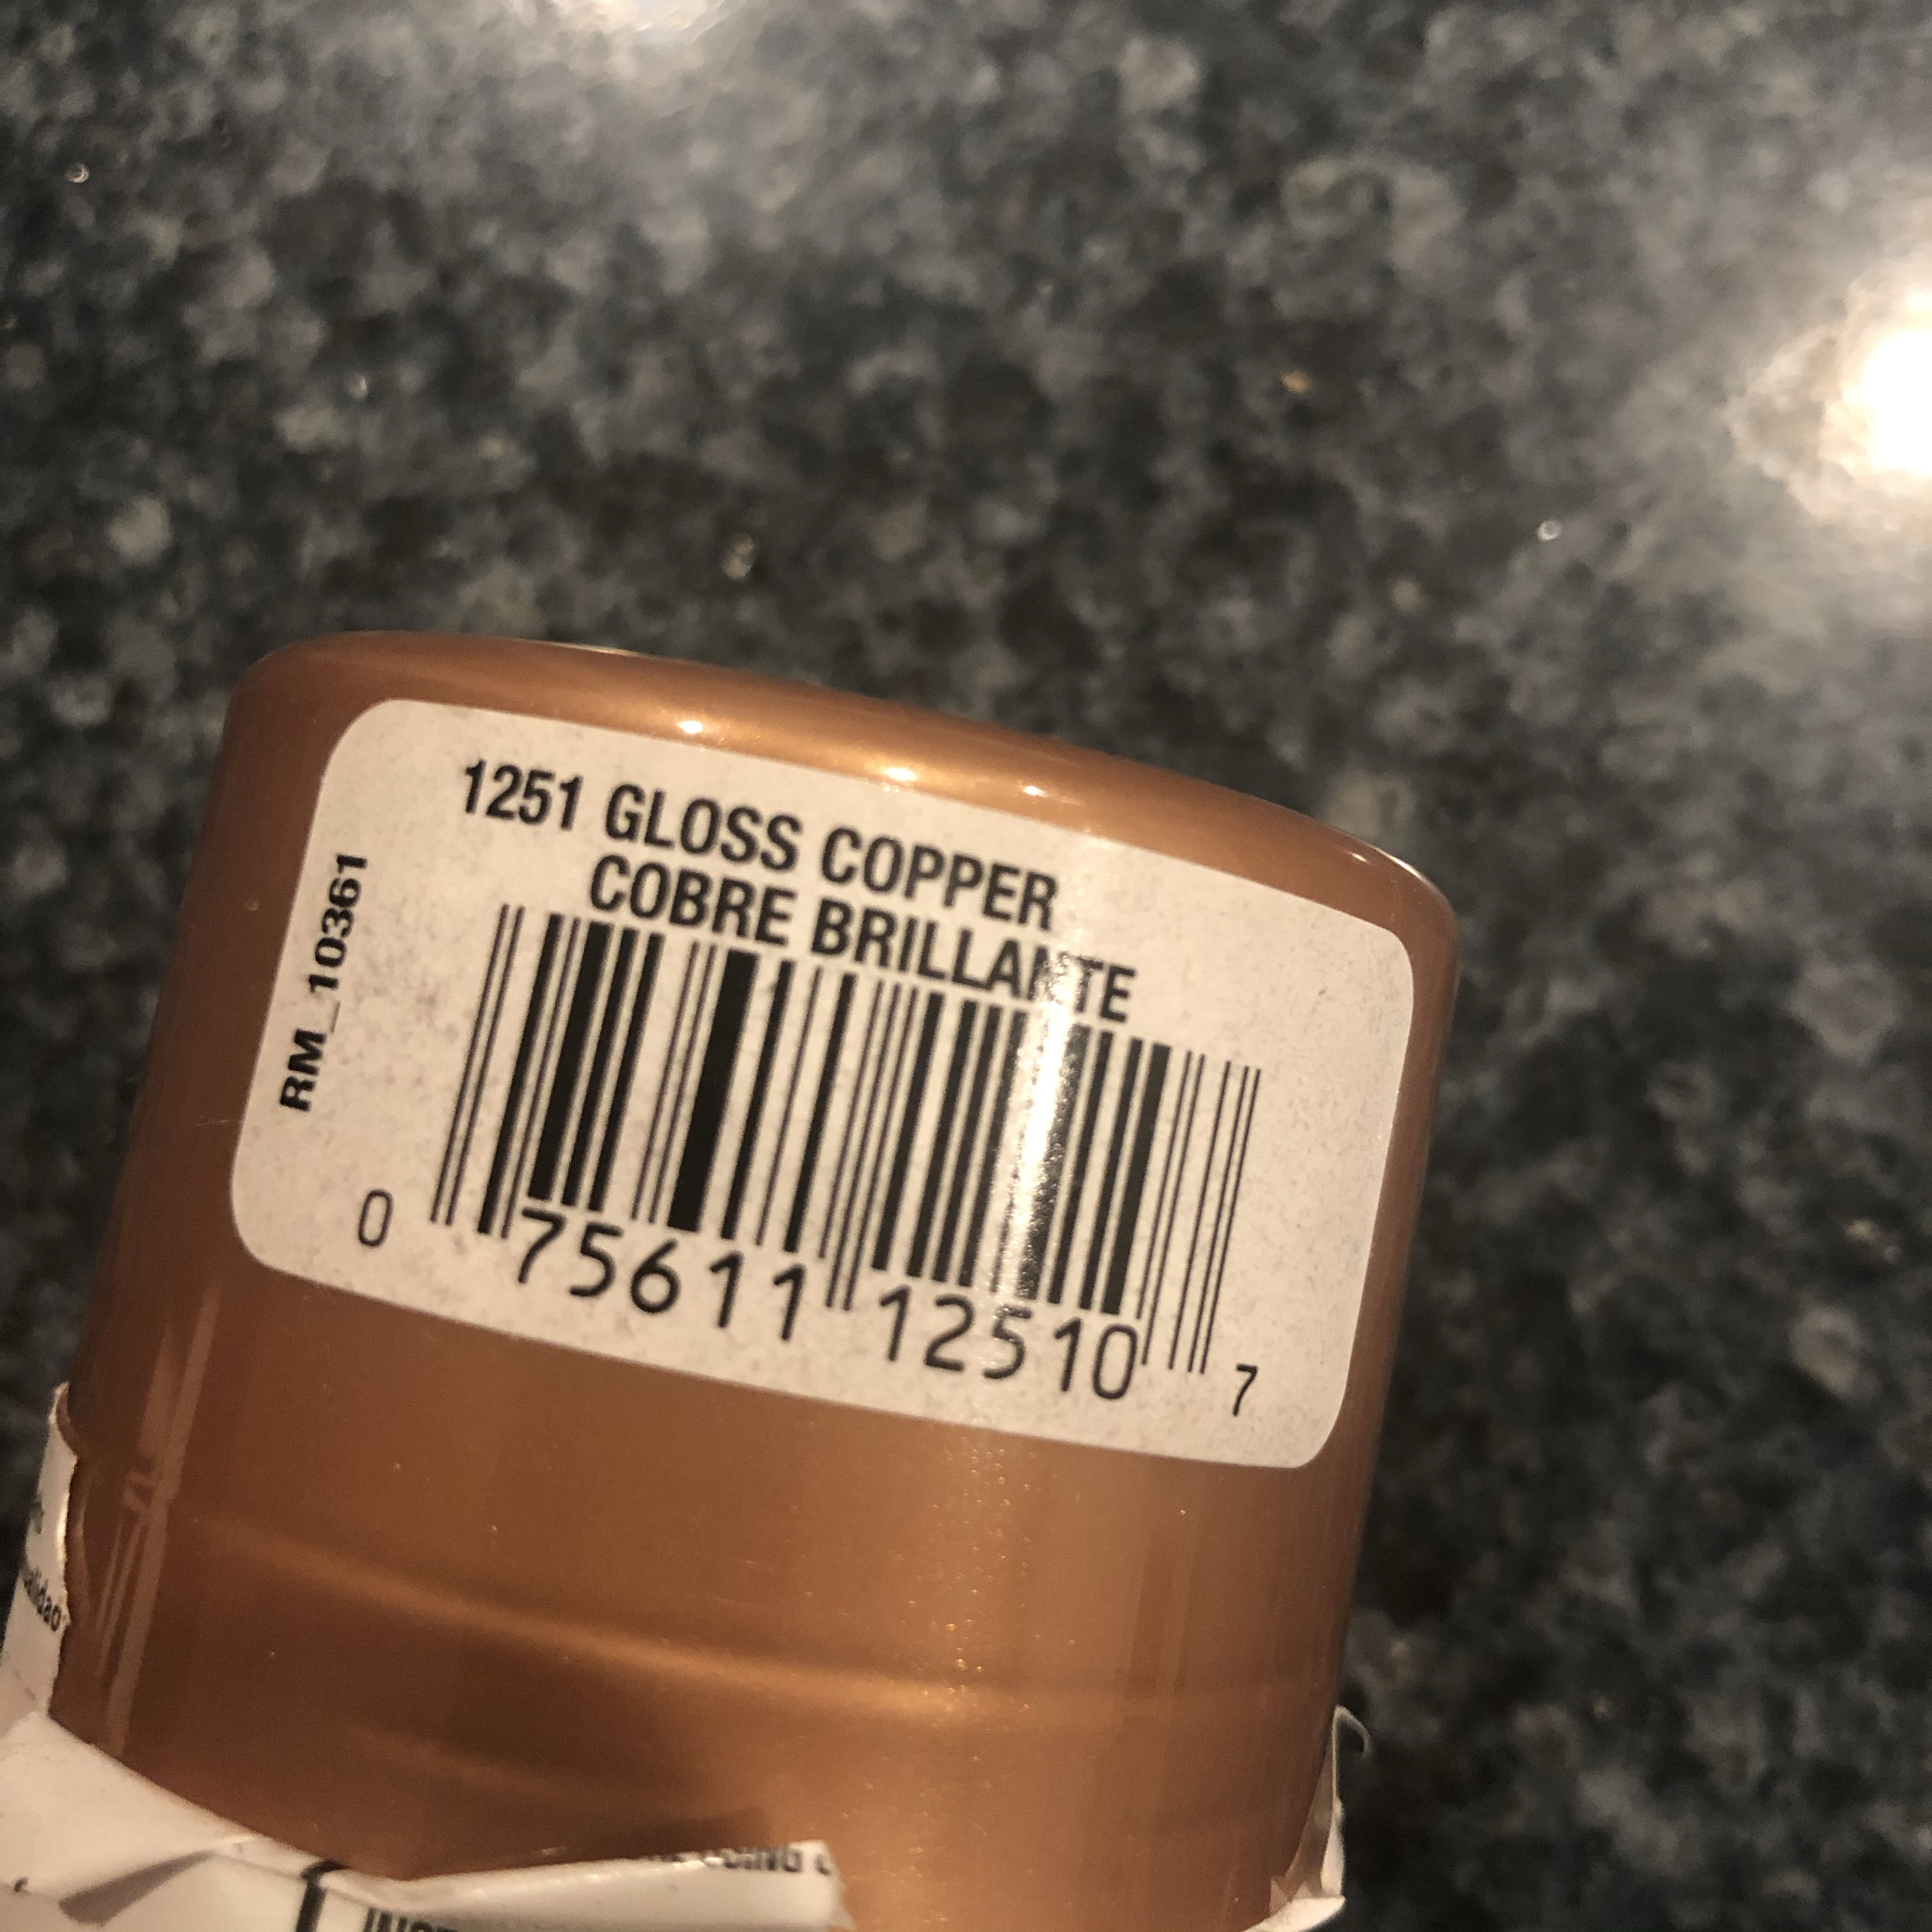 1251 GLOSS COPPER
COBRE BRILLANTE
RM_10361
0 75611 12510 7